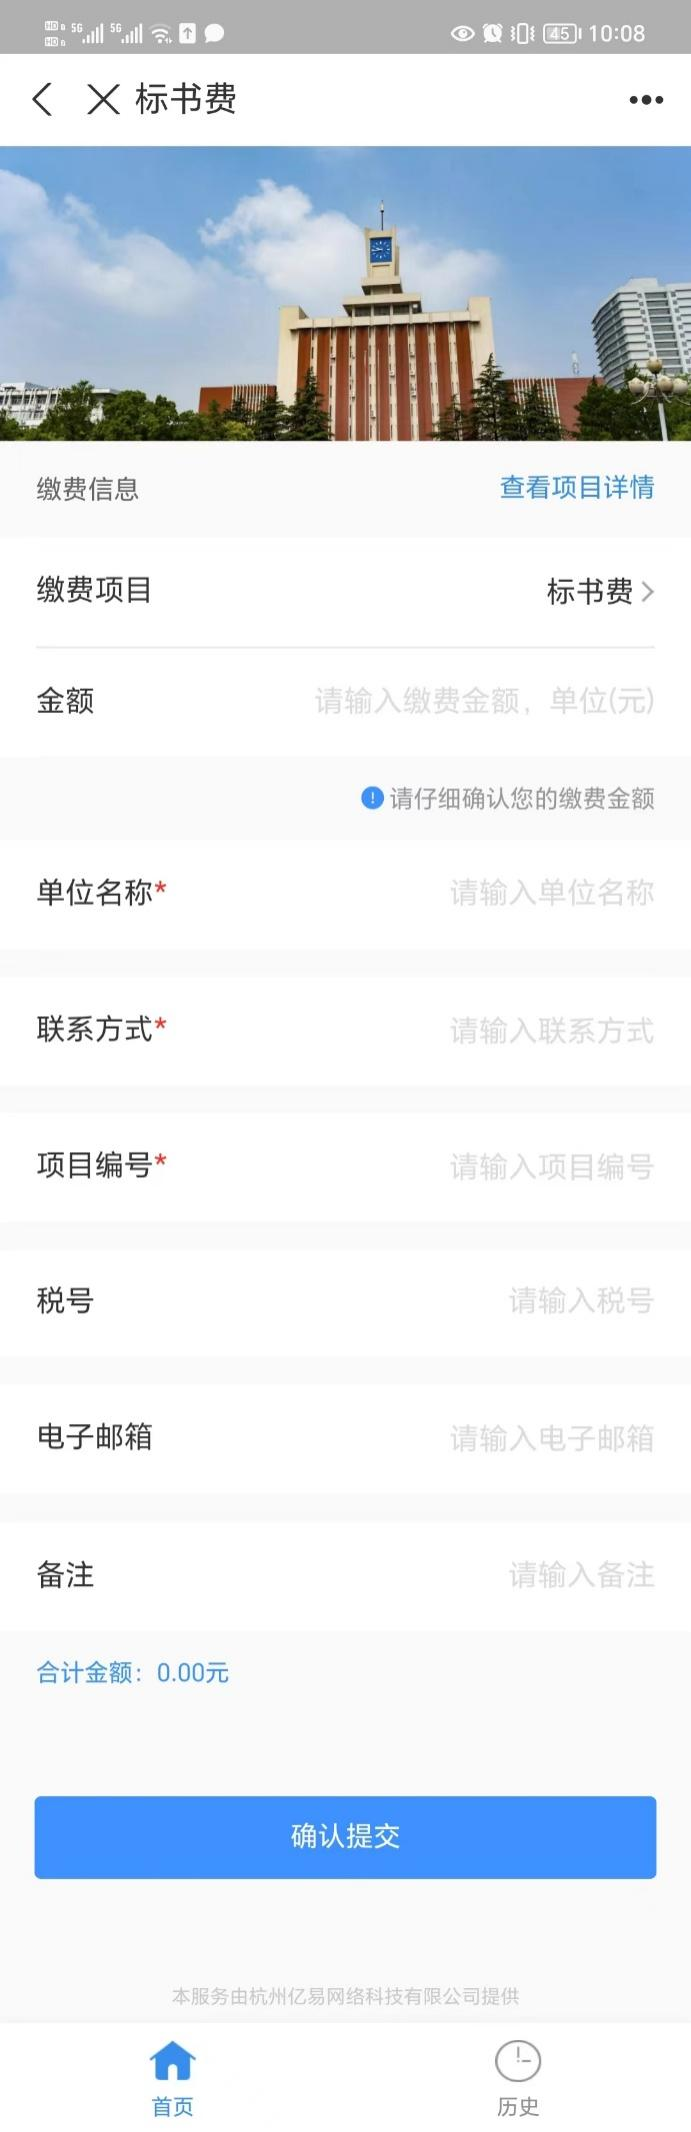 HD HD 5G 5G 45 10:08
标书费
缴费信息 查看项目详情
缴费项目 标书费
金额 请输入缴费金额，单位(元)
请仔细确认您的缴费金额
单位名称* 请输入单位名称
联系方式* 请输入联系方式
项目编号* 请输入项目编号
税号 请输入税号
电子邮箱 请输入电子邮箱
备注 请输入备注
合计金额：0.00元
确认提交
本服务由杭州亿易网络科技有限公司提供
首页 历史